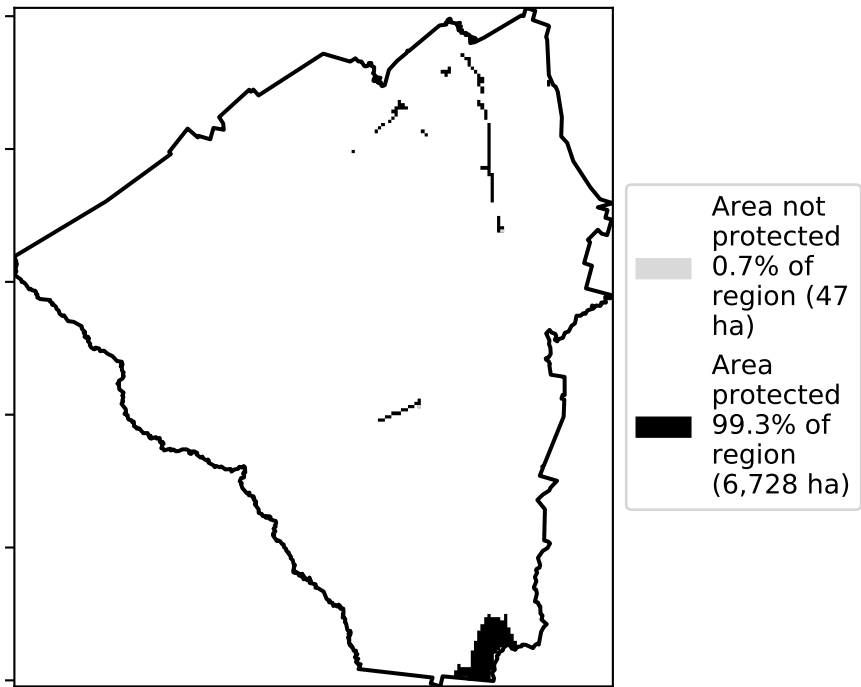 Area not
protected
0.7% of
region (47
ha)
Area
protected
99.3% of
region
(6,728 ha)